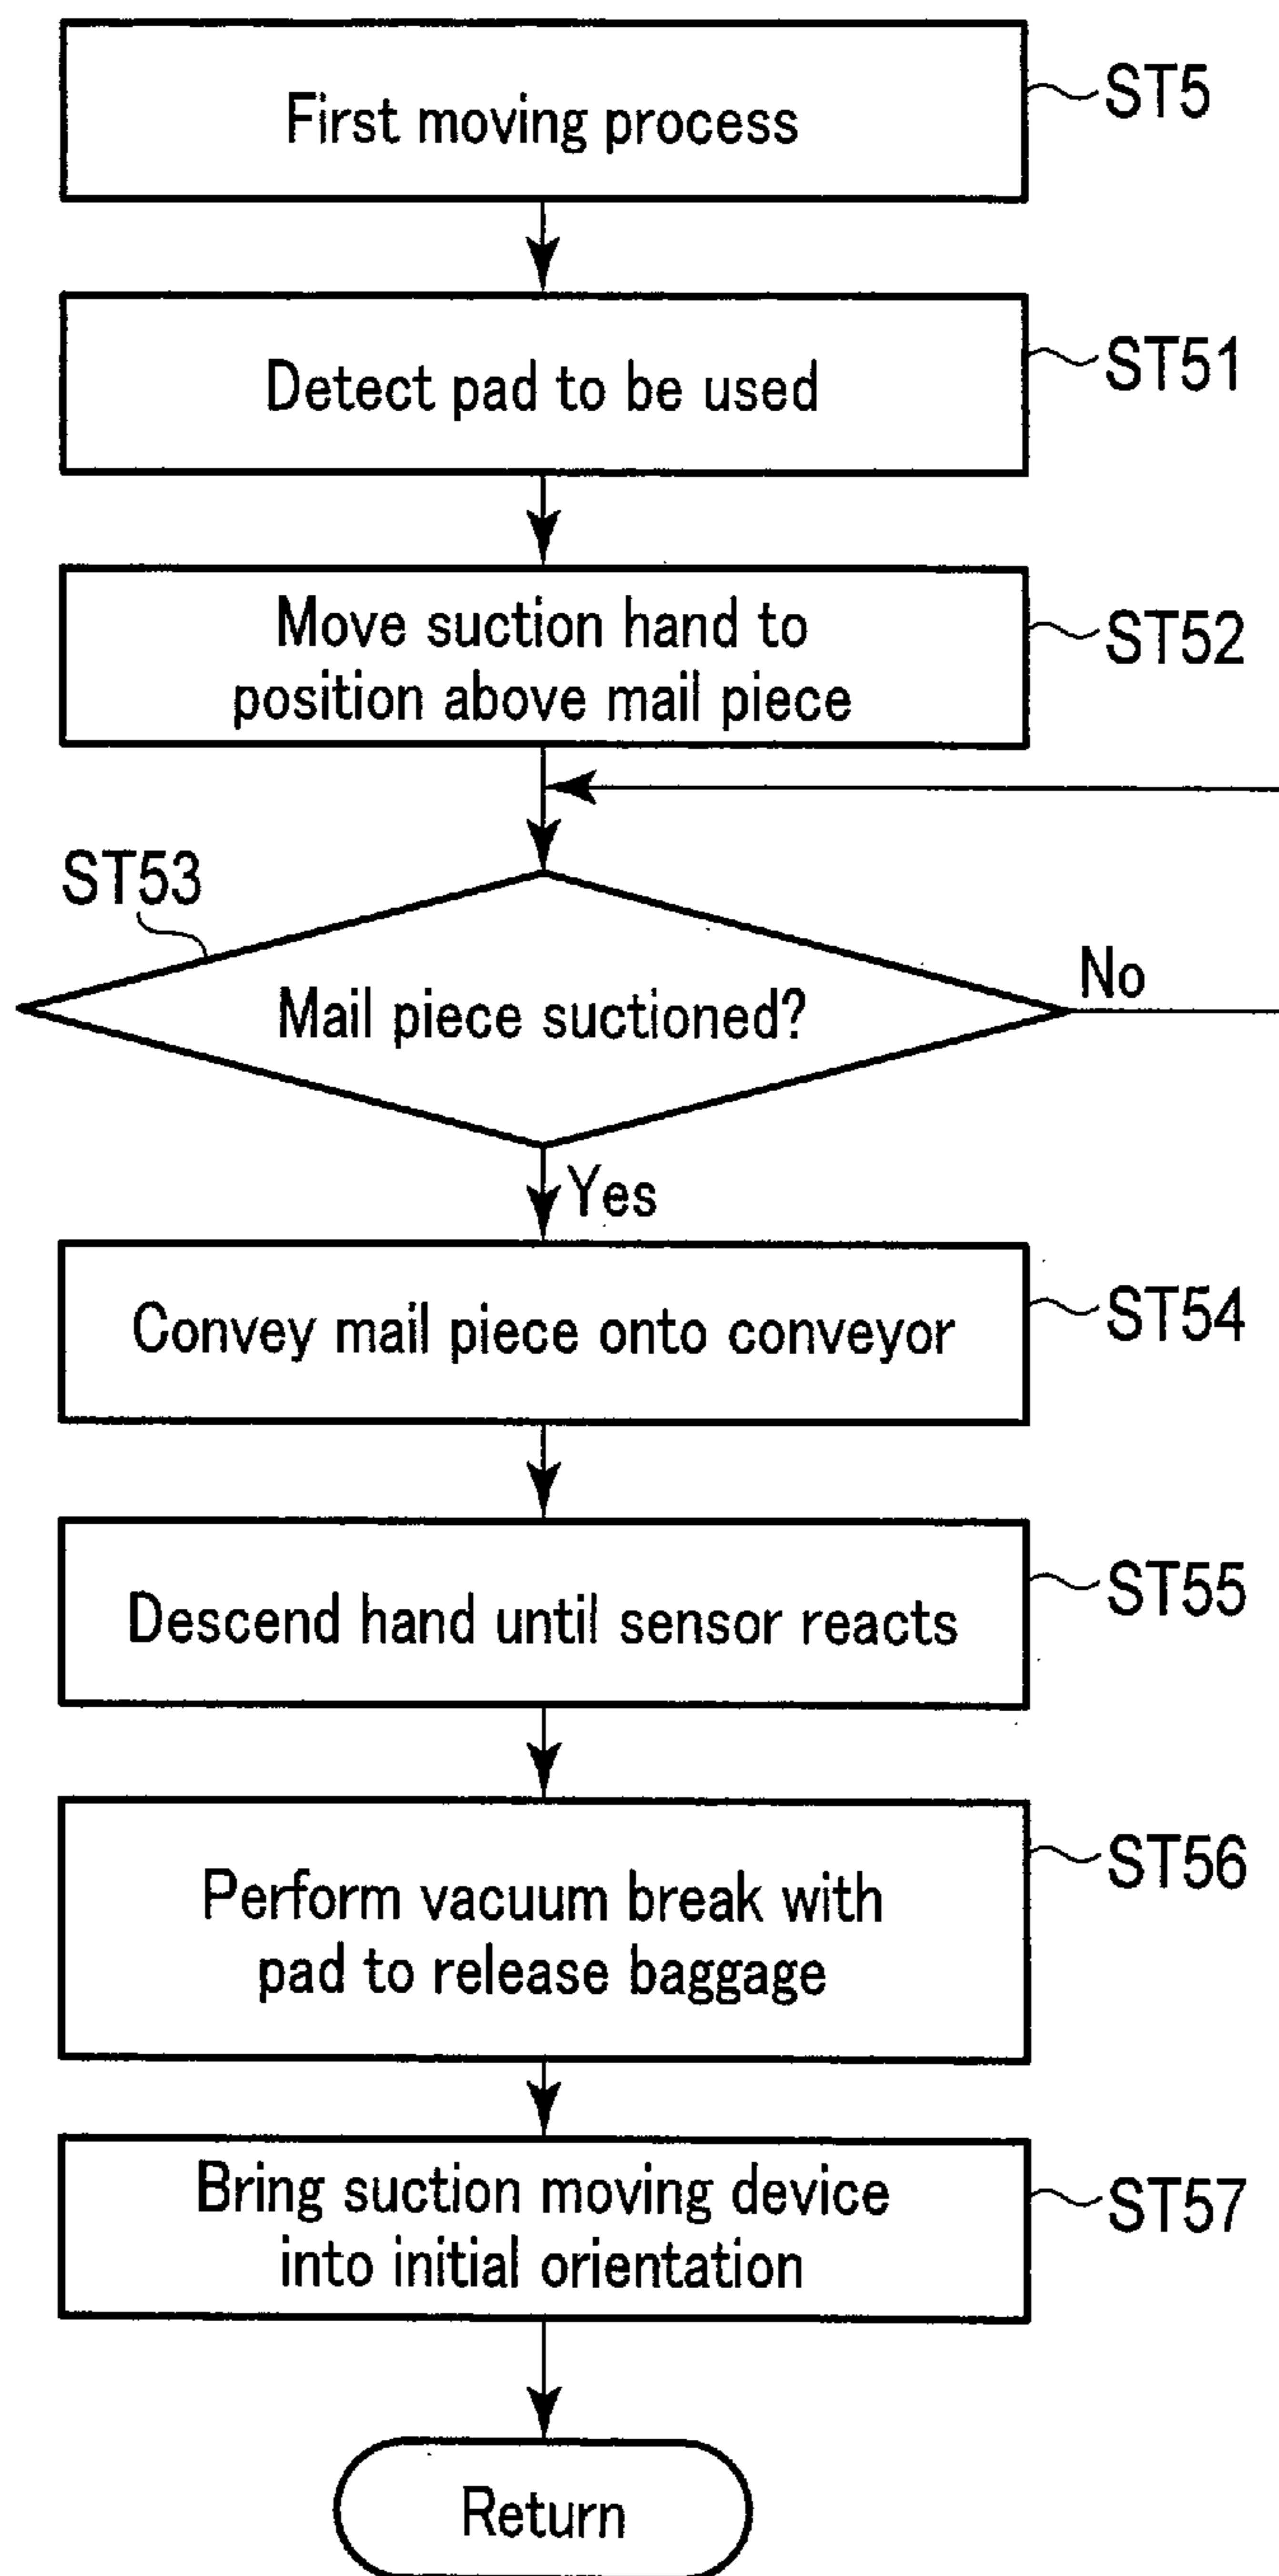 First moving process
ST5
Detect pad to be used
ST51
Move suction hand to
position above mail piece
ST52
ST53
Mail piece suctioned?
No
Yes
Convey mail piece onto conveyor
ST54
Descend hand until sensor reacts
ST55
Perform vacuum break with
pad to release baggage
ST56
Bring suction moving device
into initial orientation
ST57
Return